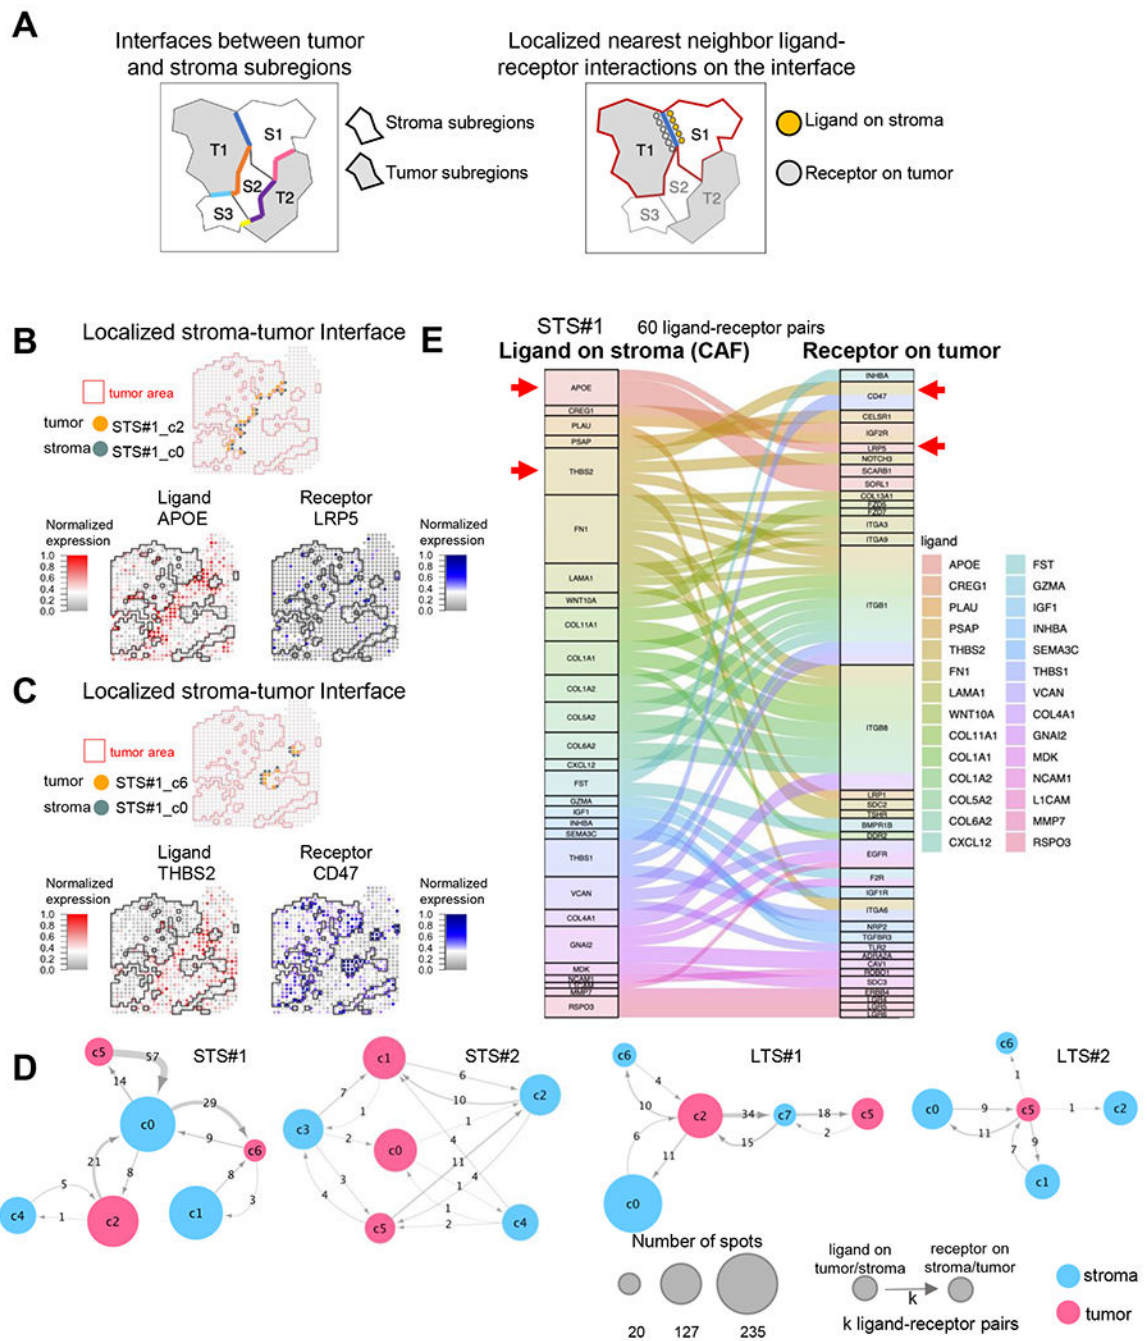 A
Interfaces between tumor
and stroma subregions
T1
S1
S2
T2
S3
Stroma subregions
Tumor subregions
Localized nearest neighbor ligand-
receptor interactions on the interface
T1
S1
S2
T2
S3
Ligand on stroma
Receptor on tumor
B
Localized stroma-tumor Interface
tumor area
tumor STS#1_c2
stroma STS#1_c0
Ligand
APOE
Receptor
LRP5
Normalized
expression
1.0
0.8
0.6
0.4
0.2
0.0
Normalized
expression
1.0
0.8
0.6
0.4
0.2
0.0
C
Localized stroma-tumor Interface
tumor area
tumor STS#1_c6
stroma STS#1_c0
Ligand
THBS2
Receptor
CD47
Normalized
expression
1.0
0.8
0.6
0.4
0.2
0.0
Normalized
expression
1.0
0.8
0.6
0.4
0.2
0.0
E
STS#1 60 ligand-receptor pairs
Ligand on stroma (CAF)
Receptor on tumor
APOE
CREG1
PLAU
PSAP
THBS2
FN1
LAMA1
WNT10A
COL11A1
COL1A1
COL1A2
COL5A2
COL6A2
CXCL12
FST
GZMA
IGF1
INHBA
SEMA3C
THBS1
VCAN
COL4A1
GNAI2
MDK
NCAM1
L1CAM
MMP7
RSPO3
INHBA
CD47
CELSR1
IGF2R
LRP5
NOTCH3
SCARB1
SORL1
COL13A1
FZD6
FZD7
ITGA3
ITGA9
ITGB1
ITGB8
LRP1
SDC2
TSHR
BMPR1B
DDR2
EGFR
F2R
IGF1R
ITGA6
NRP2
TGFBR3
TLR2
ADRA2A
CAV1
ROBO1
SDC3
ERBB4
LGR4
LGR5
LGR6
ligand
APOE
CREG1
PLAU
PSAP
THBS2
FN1
LAMA1
WNT10A
COL11A1
COL1A1
COL1A2
COL5A2
COL6A2
CXCL12
FST
GZMA
IGF1
INHBA
SEMA3C
THBS1
VCAN
COL4A1
GNAI2
MDK
NCAM1
L1CAM
MMP7
RSPO3
D
STS#1
c5
57
14
c0
29
9
c6
21
8
8
3
5
c4
1
c2
c1
STS#2
c1
6
10
c2
7
1
1
c3
2
c0
4
11
4
3
4
1
1
2
c5
c4
LTS#1
c6
4
10
c2
34
c7
18
c5
2
15
6
11
c0
LTS#2
c6
1
c0
9
c5
1
c2
11
9
7
c1
Number of spots
20
127
235
ligand on
tumor/stroma
receptor on
stroma/tumor
k
k ligand-receptor pairs
stroma
tumor